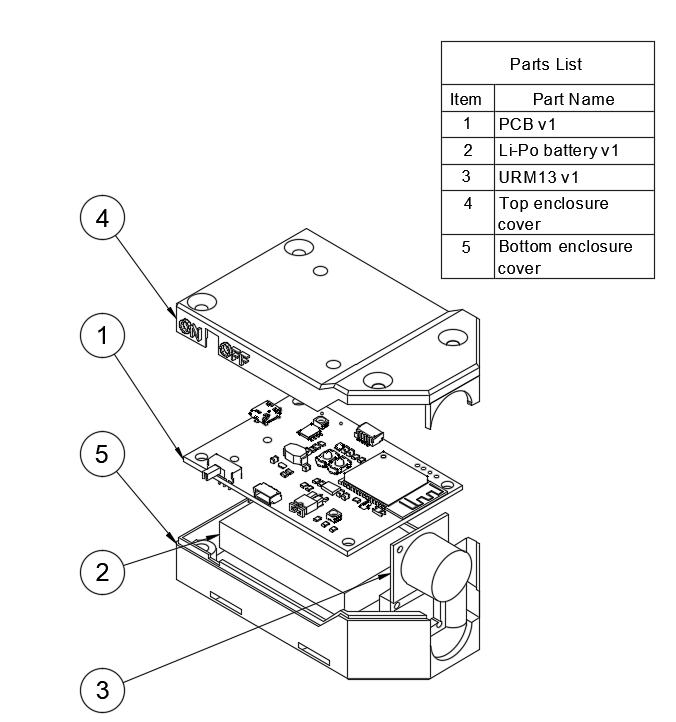 Parts List
Item Part Name
1 PCB v1
2 Li-Po battery v1
3 URM13 v1
4 Top enclosure
cover
5 Bottom enclosure
cover
4
ON
OFF
1
5
2
3